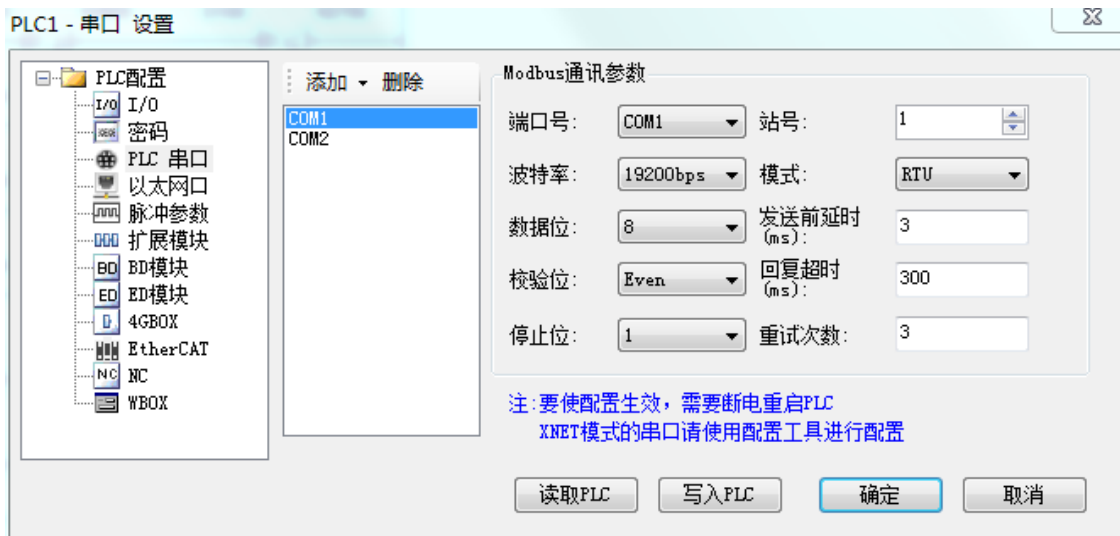 PLC1 - 串口 设置
PLC配置
I/O I/O
密码
PLC 串口
以太网口
脉冲参数
扩展模块
BD BD模块
ED ED模块
4GBOX
EtherCAT
NC NC
WBOX
添加 删除
COM1
COM2
Modbus通讯参数
端口号: COM1 站号: 1
波特率: 19200bps 模式: RTU
数据位: 8 发送前延时(ms): 3
校验位: Even 回复超时(ms): 300
停止位: 1 重试次数: 3
注:要使配置生效，需要断电重启PLC
XNET模式的串口请使用配置工具进行配置
读取PLC 写入PLC 确定 取消